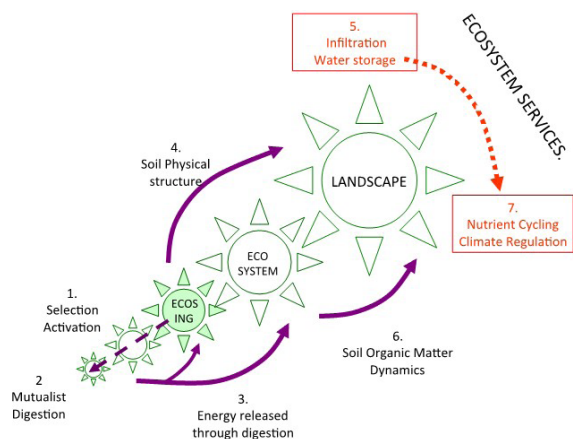 5.
Infiltration
Water storage
ECOSYSTEM SERVICES.
4.
Soil Physical
structure
LANDSCAPE
7.
Nutrient Cycling
Climate Regulation
ECO
SYSTEM
1.
Selection
Activation
ECOS
ING
6.
Soil Organic Matter
Dynamics
2
Mutualist
Digestion
3.
Energy released
through digestion